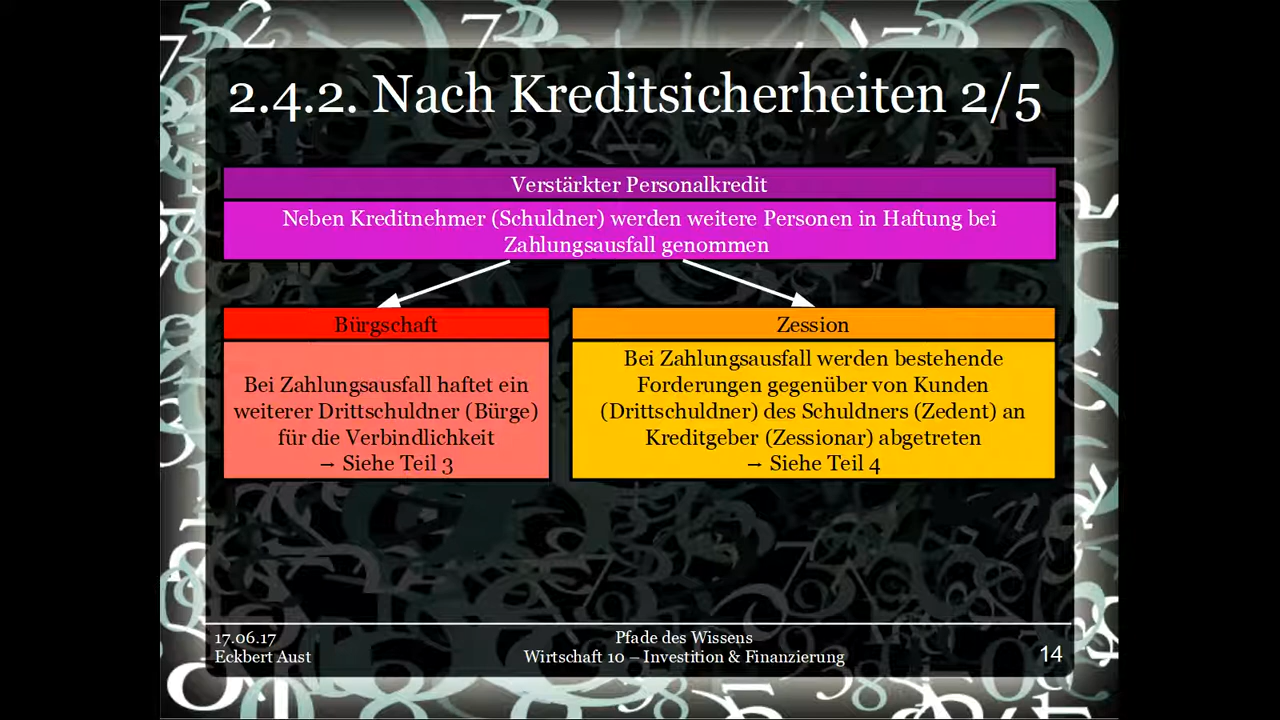 2.4.2. Nach Kreditsicherheiten 2/5
Verstärkter Personalkredit
Neben Kreditnehmer (Schuldner) werden weitere Personen in Haftung bei
Zahlungsausfall genommen
Bürgschaft
Bei Zahlungsausfall haftet ein
weiterer Drittschuldner (Bürge)
für die Verbindlichkeit
→ Siehe Teil 3
Zession
Bei Zahlungsausfall werden bestehende
Forderungen gegenüber von Kunden
(Drittschuldner) des Schuldners (Zedent) an
Kreditgeber (Zessionar) abgetreten
→ Siehe Teil 4
17.06.17
Eckbert Aust
Pfade des Wissens
Wirtschaft 10 – Investition & Finanzierung
14